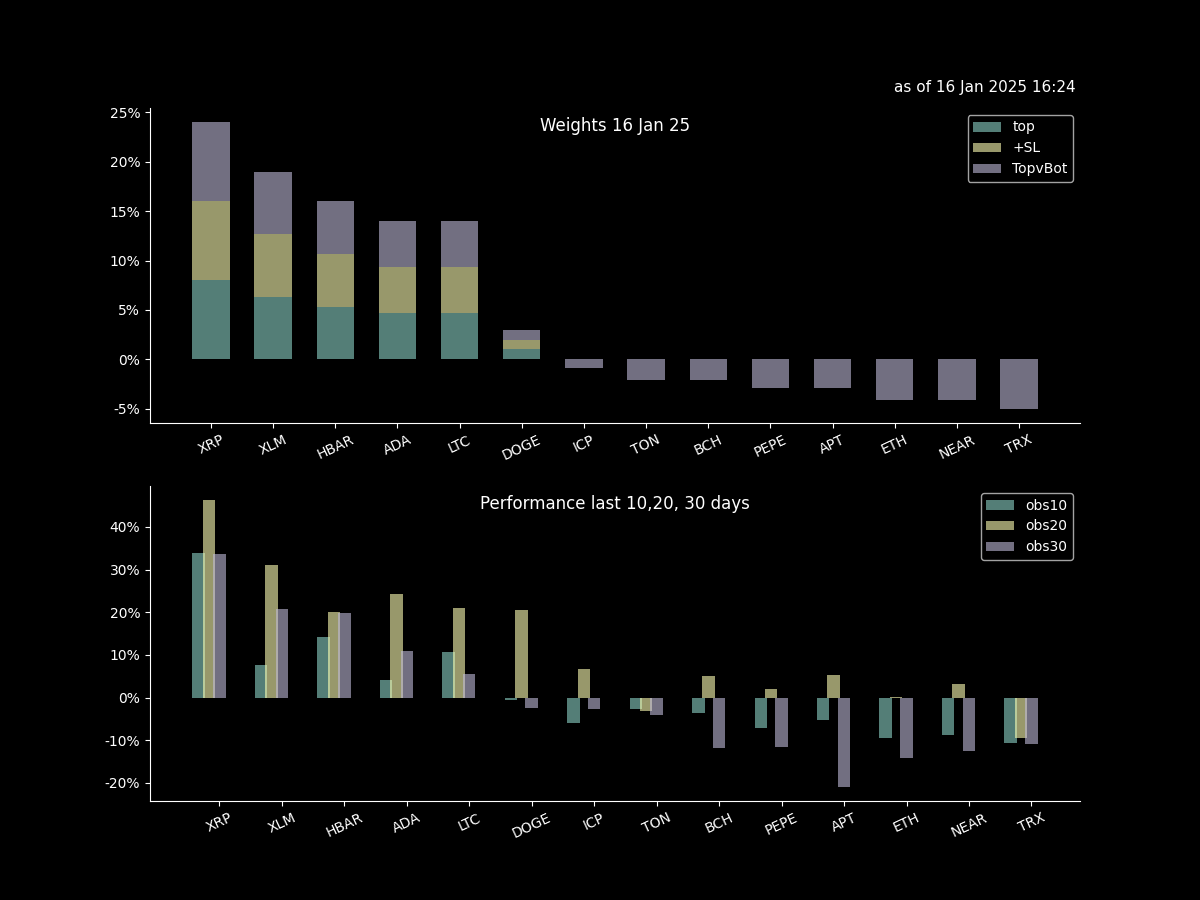 as of 16 Jan 2025 16:24
Weights 16 Jan 25
top
+SL
TopvBot
25%
20%
15%
10%
5%
0%
-5%
XRP XLM HBAR ADA LTC DOGE ICP TON BCH PEPE APT ETH NEAR TRX
Performance last 10,20, 30 days
obs10
obs20
obs30
40%
30%
20%
10%
0%
-10%
-20%
XRP XLM HBAR ADA LTC DOGE ICP TON BCH PEPE APT ETH NEAR TRX